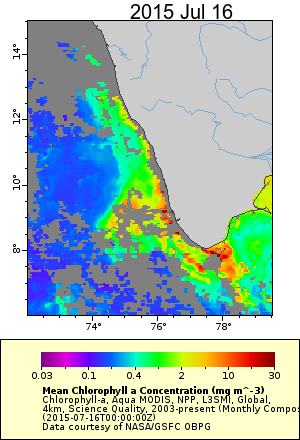 2015 Jul 16
14°
12°
10°
8°
74° 76° 78°
0.03 0.1 0.4 2 10 30
Mean Chlorophyll a Concentration (mg m^-3)
Chlorophyll-a, Aqua MODIS, NPP, L3SMI, Global,
4km, Science Quality, 2003-present (Monthly Compos
(2015-07-16T00:00:00Z)
Data courtesy of NASA/GSFC OBPG